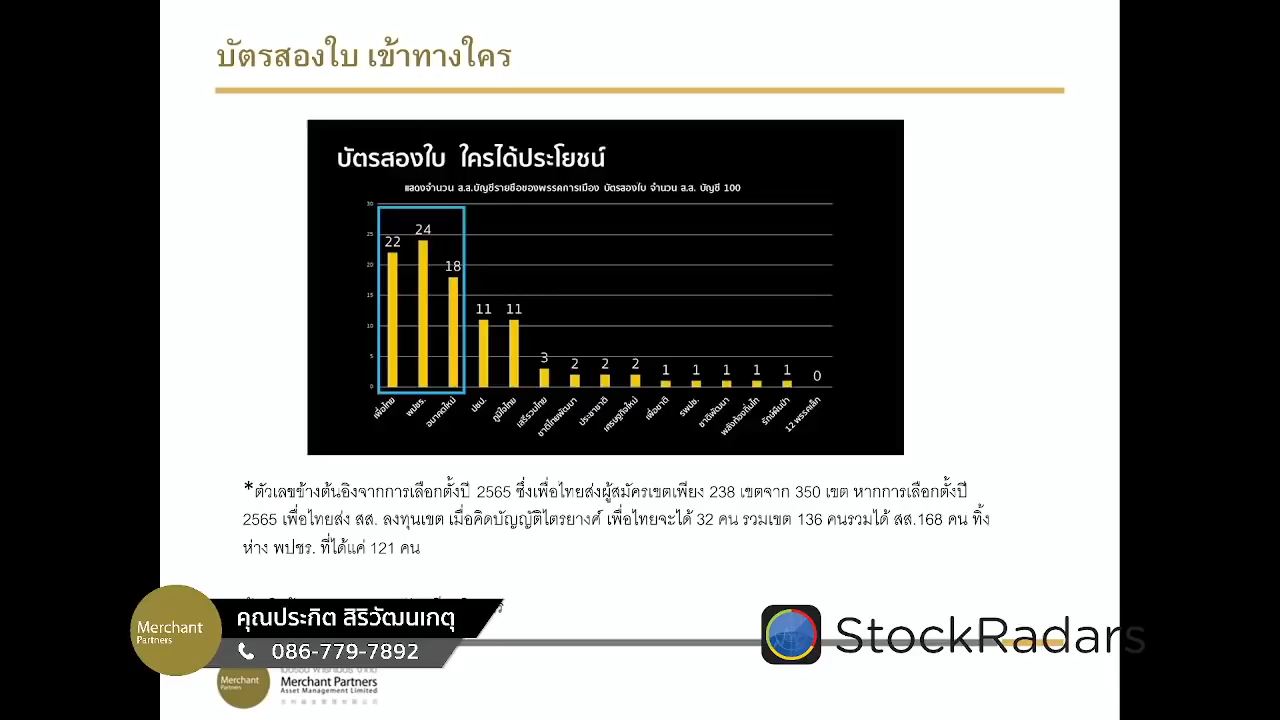 บัตรสองใบ เข้าทางใคร
บัตรสองใบ ใครได้ประโยชน์
แสดงจำนวน ส.ส.บัญชีรายชื่อของพรรคการเมือง บัตรสองใบ จำนวน ส.ส. บัญชี 100
30
25
20
15
10
5
0
22
24
18
11
11
3
2
2
2
1
1
1
1
1
0
เพื่อไทย
พปชร.
อนาคตใหม่
ปชป.
ภูมิใจไทย
เสรีรวมไทย
ชาติไทยพัฒนา
ประชาชาติ
เศรษฐกิจใหม่
เพื่อชาติ
รพปช.
ชาติพัฒนา
พลังท้องถิ่นไท
รักษ์ผืนป่า
12 พรรคเล็ก
*ตัวเลขข้างต้นอิงจากการเลือกตั้งปี 2565 ซึ่งเพื่อไทยส่งผู้สมัครเขตเพียง 238 เขตจาก 350 เขต หากการเลือกตั้งปี
2565 เพื่อไทยส่ง สส. ลงทุนเขต เมื่อคิดบัญญัติไตรยางศ์ เพื่อไทยจะได้ 32 คน รวมเขต 136 คนรวมได้ สส.168 คน ทิ้ง
ห่าง พปชร. ที่ได้แค่ 121 คน
Merchant
Partners
คุณประกิต สิริวัฒนเกตุ
086-779-7892
StockRadars
Merchant
Partners
Merchant Partners
Asset Management Limited